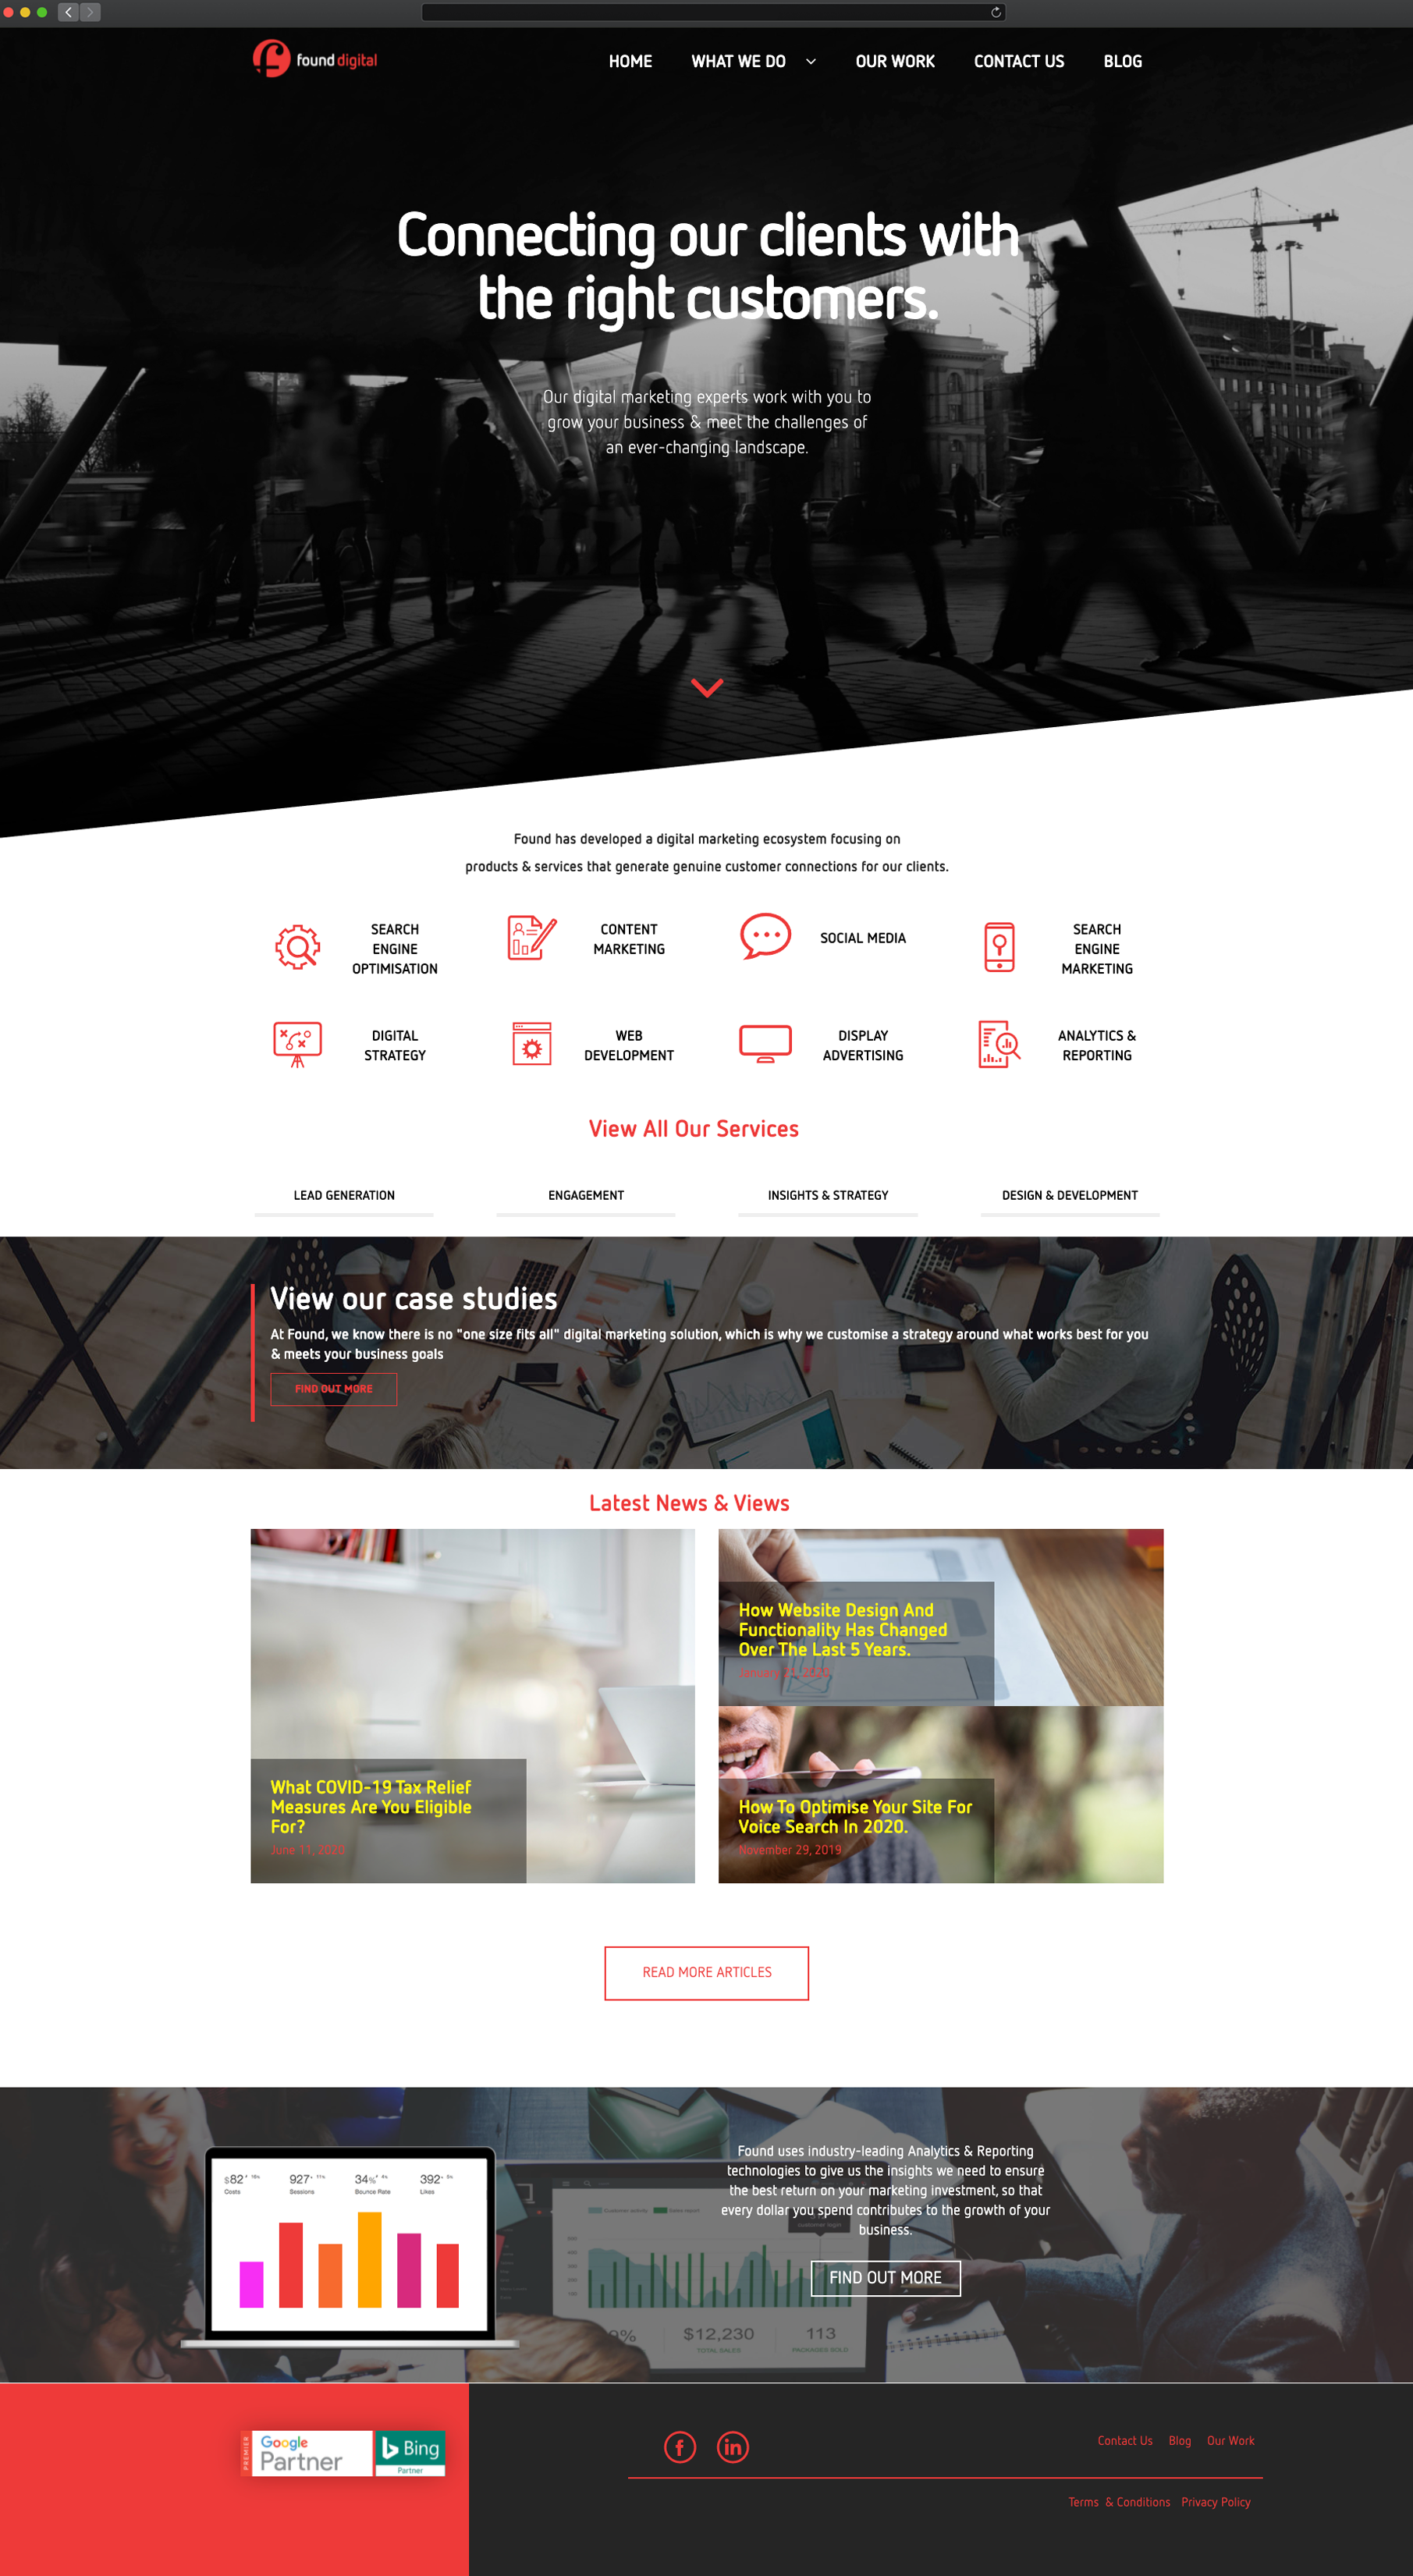 found digital
HOME WHAT WE DO OUR WORK CONTACT US BLOG
Connecting our clients with
the right customers.
Our digital marketing experts work with you to
grow your business & meet the challenges of
an ever-changing landscape.
Found has developed a digital marketing ecosystem focusing on
products & services that generate genuine customer connections for our clients.
SEARCH
ENGINE
OPTIMISATION
CONTENT
MARKETING
SOCIAL MEDIA
SEARCH
ENGINE
MARKETING
DIGITAL
STRATEGY
WEB
DEVELOPMENT
DISPLAY
ADVERTISING
ANALYTICS &
REPORTING
View All Our Services
LEAD GENERATION
ENGAGEMENT
INSIGHTS & STRATEGY
DESIGN & DEVELOPMENT
View our case studies
At Found, we know there is no "one size fits all" digital marketing solution, which is why we customise a strategy around what works best for you
& meets your business goals
FIND OUT MORE
Latest News & Views
What COVID-19 Tax Relief
Measures Are You Eligible
For?
June 11, 2020
How Website Design And
Functionality Has Changed
Over The Last 5 Years.
January 2020
How To Optimise Your Site For
Voice Search In 2020.
November 29, 2019
READ MORE ARTICLES
$82 927 34% 392
Costs Sessions Bounce Rate Likes
Found uses industry-leading Analytics & Reporting
technologies to give us the insights we need to ensure
the best return on your marketing investment, so that
every dollar you spend contributes to the growth of your
business.
FIND OUT MORE
Customer activity
customer login
$12,230
TOTAL SALES
113
PACKAGES SOLD
PREMIER
Google
Partner
Bing
Partner
f in
Contact Us Blog Our Work
Terms & Conditions Privacy Policy